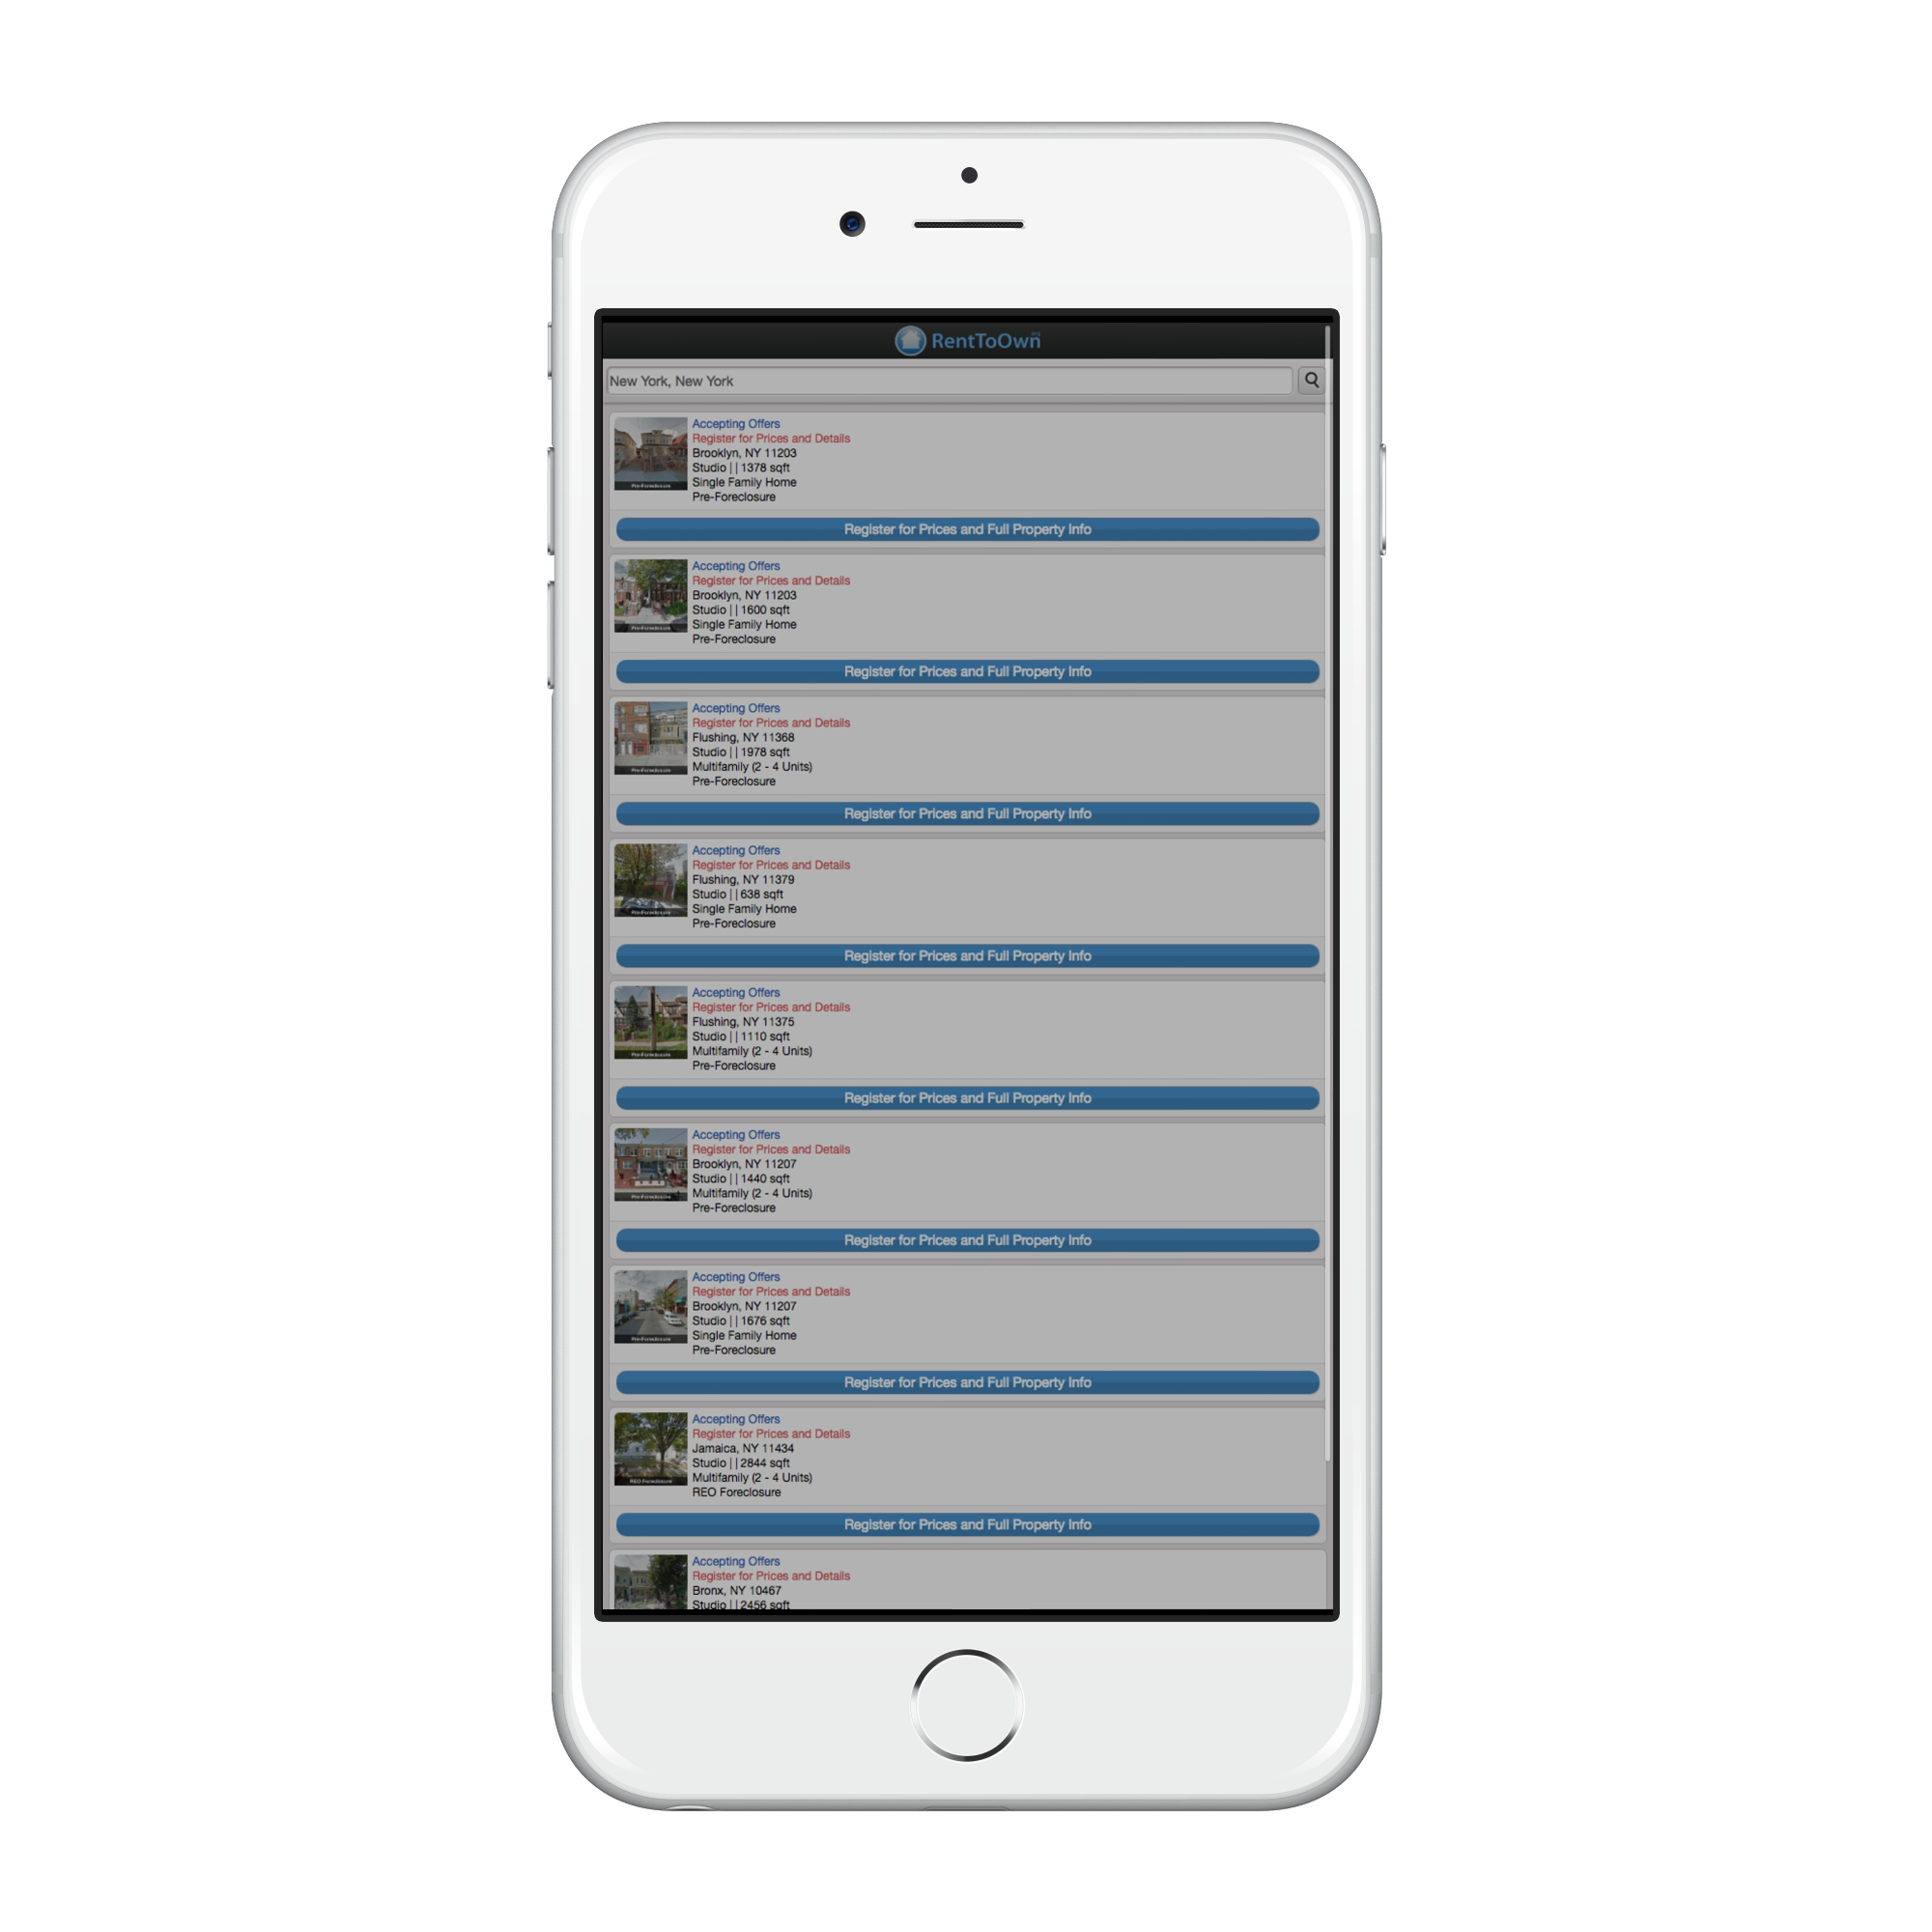 RentToOwn
New York, New York
Accepting Offers
Register for Prices and Details
Brooklyn, NY 11203
Studio | | 1378 sqft
Single Family Home
Pre-Foreclosure
Pre-Foreclosure
Register for Prices and Full Property Info
Accepting Offers
Register for Prices and Details
Brooklyn, NY 11203
Studio | | 1600 sqft
Single Family Home
Pre-Foreclosure
Pre-Foreclosure
Register for Prices and Full Property Info
Accepting Offers
Register for Prices and Details
Flushing, NY 11368
Studio | | 1978 sqft
Multifamily (2 - 4 Units)
Pre-Foreclosure
Pre-Foreclosure
Register for Prices and Full Property Info
Accepting Offers
Register for Prices and Details
Flushing, NY 11379
Studio | | 638 sqft
Single Family Home
Pre-Foreclosure
Pre-Foreclosure
Register for Prices and Full Property Info
Accepting Offers
Register for Prices and Details
Flushing, NY 11375
Studio | | 1110 sqft
Multifamily (2 - 4 Units)
Pre-Foreclosure
Pre-Foreclosure
Register for Prices and Full Property Info
Accepting Offers
Register for Prices and Details
Brooklyn, NY 11207
Studio | | 1440 sqft
Multifamily (2 - 4 Units)
Pre-Foreclosure
Pre-Foreclosure
Register for Prices and Full Property Info
Accepting Offers
Register for Prices and Details
Brooklyn, NY 11207
Studio | | 1676 sqft
Single Family Home
Pre-Foreclosure
Pre-Foreclosure
Register for Prices and Full Property Info
Accepting Offers
Register for Prices and Details
Jamaica, NY 11434
Studio | | 2844 sqft
Multifamily (2 - 4 Units)
REO Foreclosure
REO Foreclosure
Register for Prices and Full Property Info
Accepting Offers
Register for Prices and Details
Bronx, NY 10467
Studio | | 2456 sqft